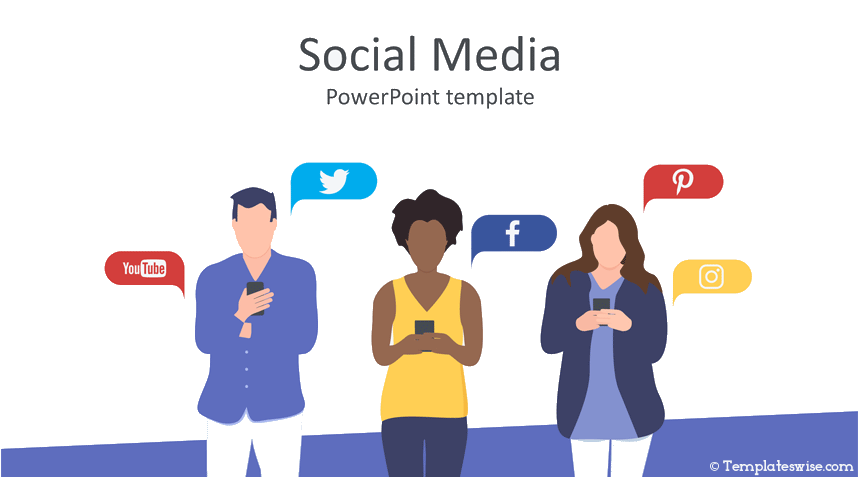 Social Media
PowerPoint template
YouTube
© Templateswise.com